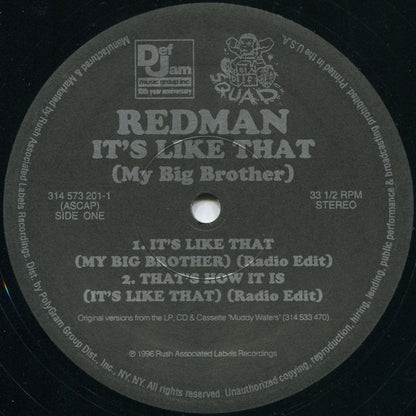 Def
Jam
music group inc.
10th year anniversary
SQUAD
REDMAN
IT'S LIKE THAT
(My Big Brother)
314 573 201-1
(ASCAP)
SIDE ONE
33 1/2 RPM
STEREO
1. IT'S LIKE THAT
(MY BIG BROTHER) (Radio Edit)
2. THAT'S HOW IT IS
(IT'S LIKE THAT) (Radio Edit)
Original versions from the LP, CD & Cassette "Muddy Waters" (314 533 470).
℗ 1996 Rush Associated Labels Recordings
Manufactured & Marketed by Rush Associated Labels Recordings. Dist. by PolyGram Group Dist., Inc., NY, NY. All Rights Reserved. Unauthorized copying, reproduction, hiring, lending, public performance & broadcasting prohibited. Printed in the U.S.A.